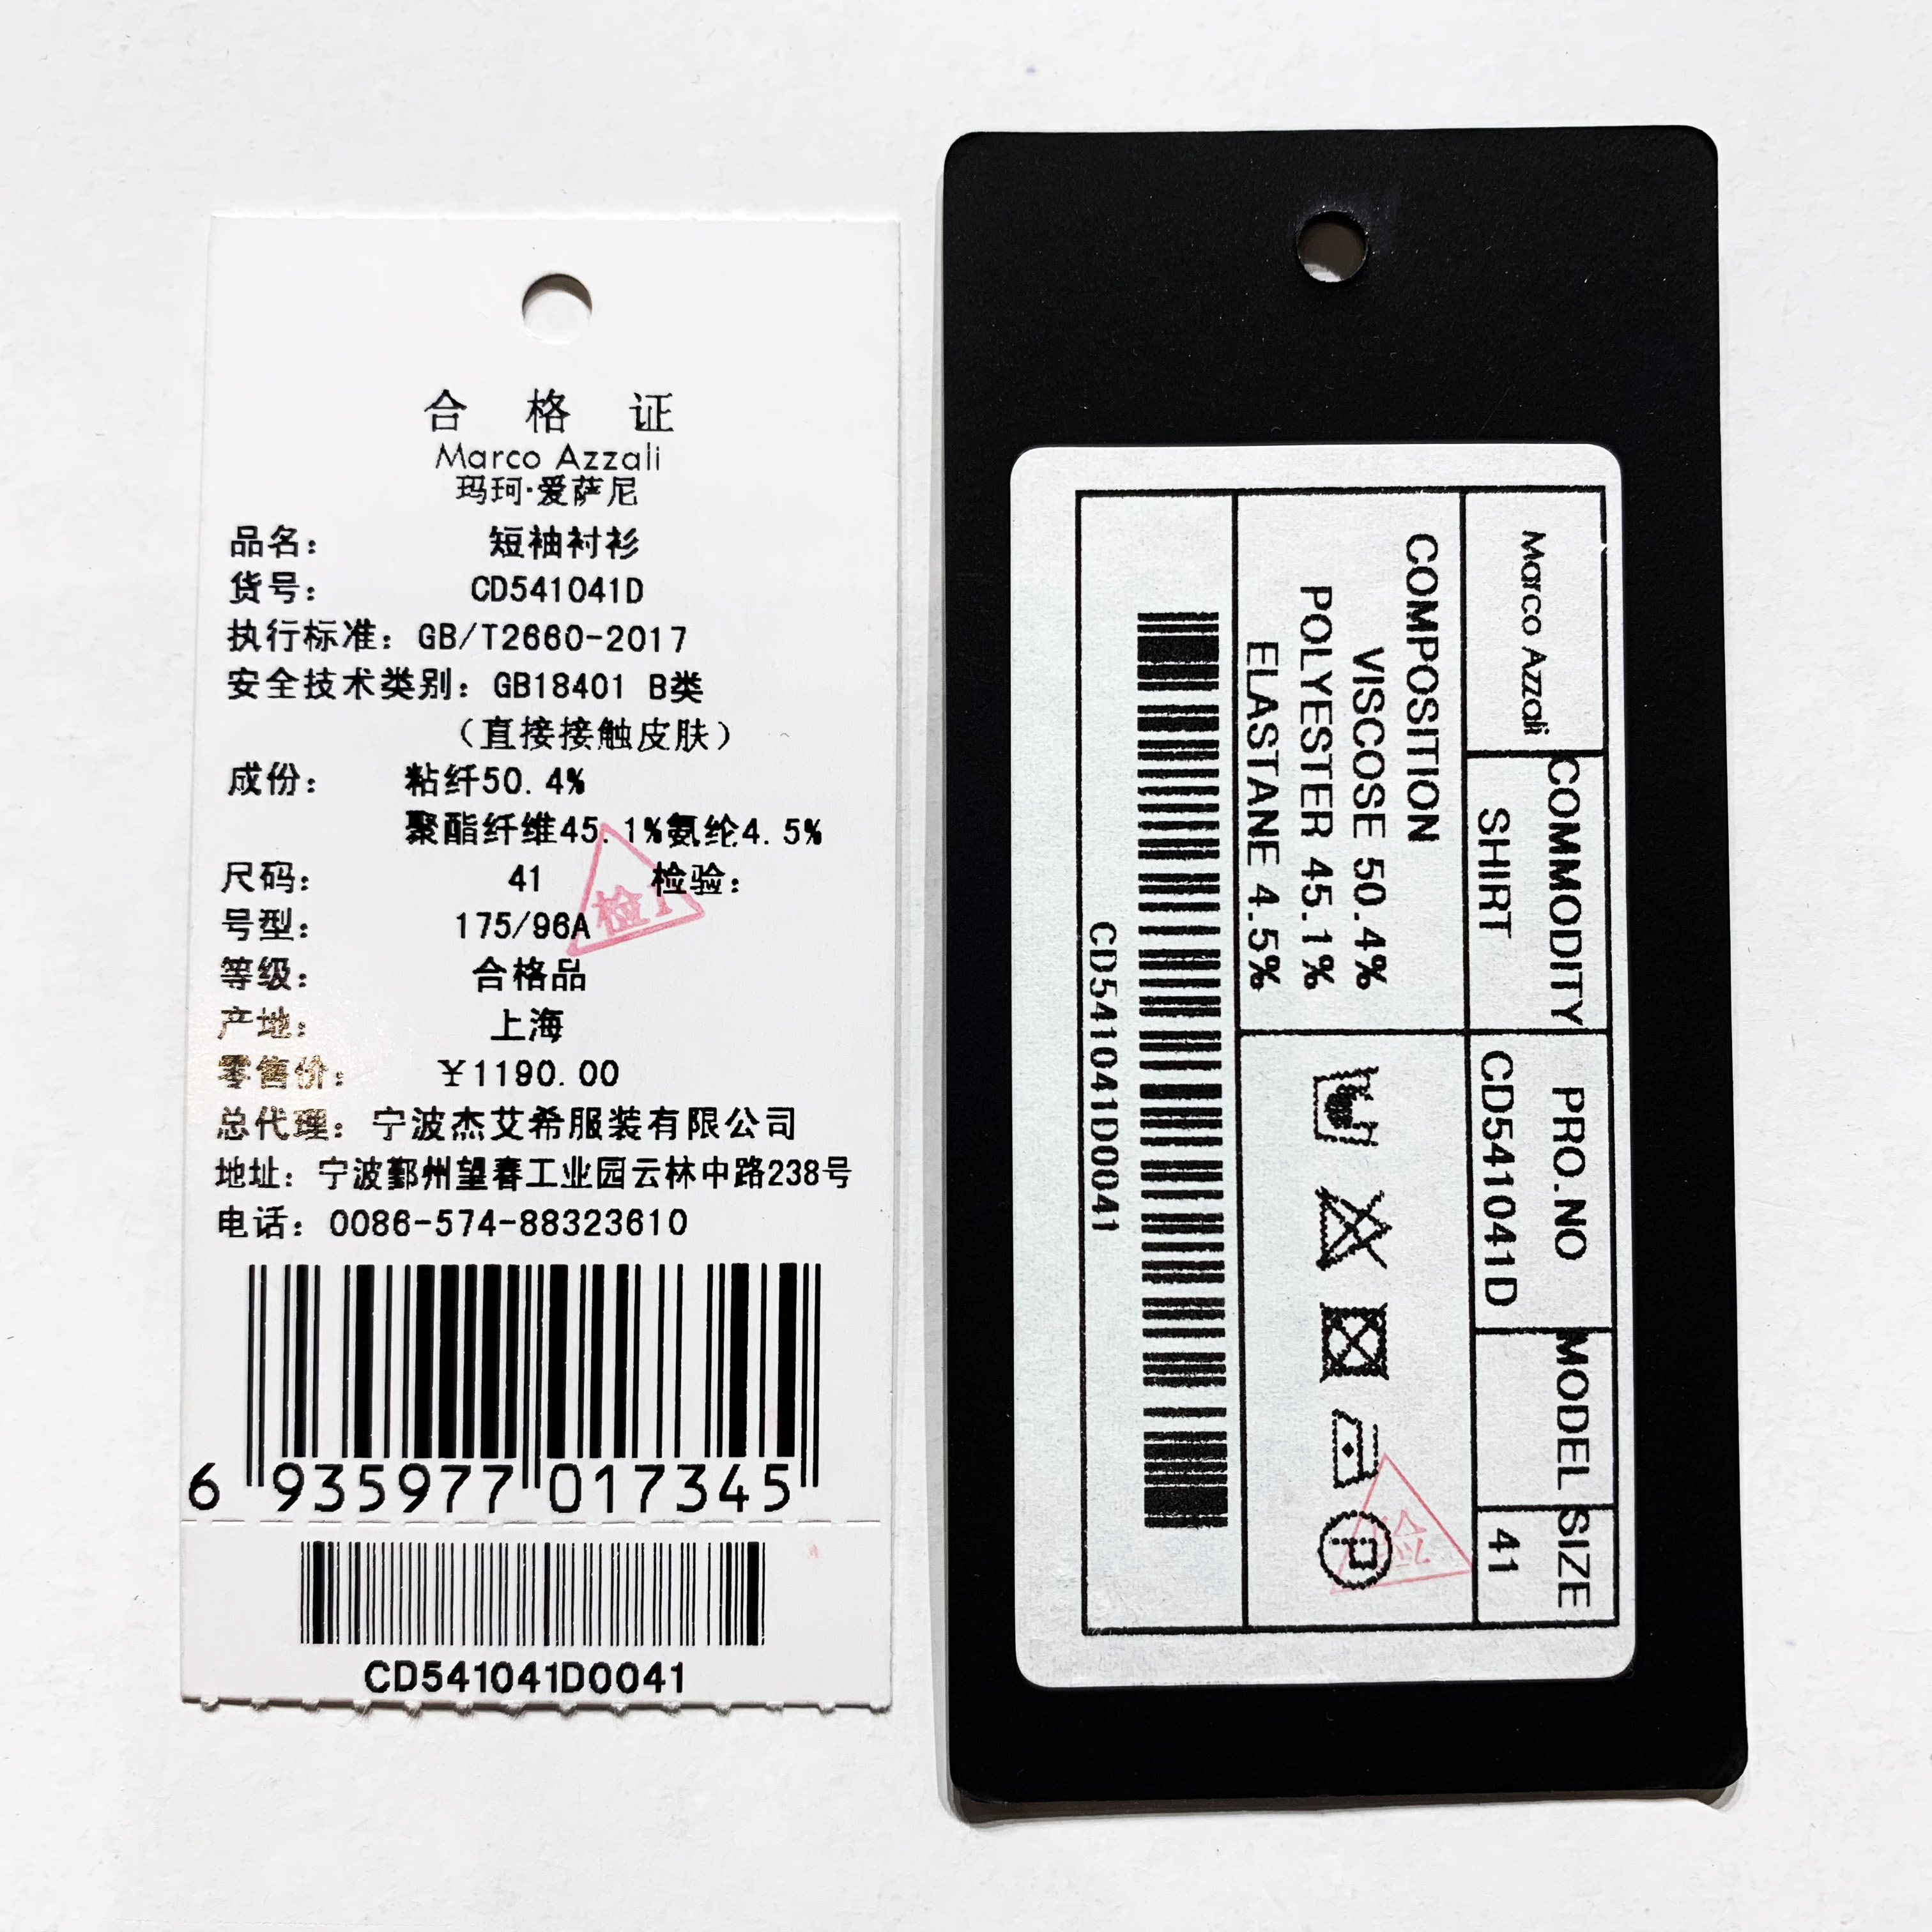 合 格 证
Marco Azzali
玛珂·爱萨尼
品名： 短袖衬衫
货号： CD541041D
执行标准：GB/T2660-2017
安全技术类别：GB18401 B类
（直接接触皮肤）
成份： 粘纤50.4%
聚酯纤维45.1%氨纶4.5%
尺码： 41 检验：
检1
号型： 175/96A
等级： 合格品
产地： 上海
零售价： ¥1190.00
总代理：宁波杰艾希服装有限公司
地址：宁波鄞州望春工业园云林中路238号
电话：0086-574-88323610
6 935977 017345
CD541041D0041
Marco Azzali
COMMODITY
SHIRT
PRO.NO
CD541041D
MODEL
SIZE
41
COMPOSITION
VISCOSE 50.4%
POLYESTER 45.1%
ELASTANE 4.5%
P
检
CD541041D0041